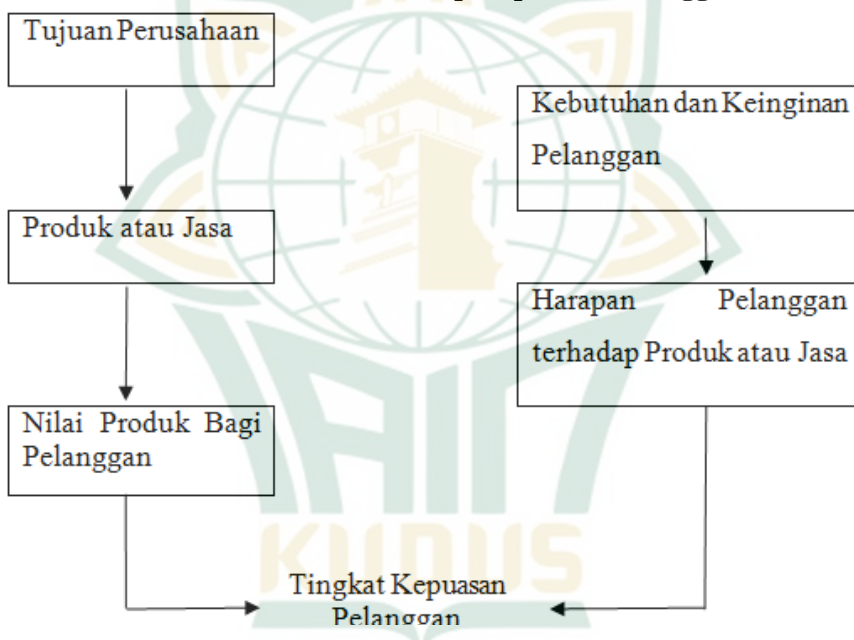 Tujuan Perusahaan
Kebutuhan dan Keinginan
Pelanggan
Produk atau Jasa
Harapan Pelanggan
terhadap Produk atau Jasa
Nilai Produk Bagi
Pelanggan
Tingkat Kepuasan
Pelanggan
KUDUS